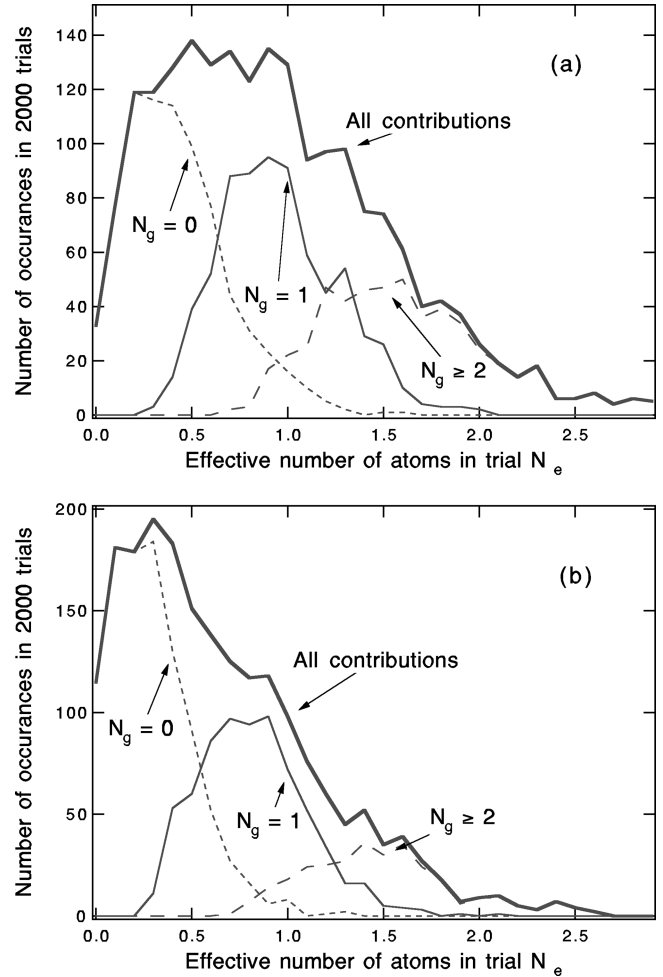 140
120
100
80
60
40
20
0
Number of occurances in 2000 trials
(a)
All contributions
N_g = 0
N_g = 1
N_g ≥ 2
0.0 0.5 1.0 1.5 2.0 2.5
Effective number of atoms in trial N_e
200
150
100
50
0
Number of occurances in 2000 trials
(b)
All contributions
N_g = 0
N_g = 1
N_g ≥ 2
0.0 0.5 1.0 1.5 2.0 2.5
Effective number of atoms in trial N_e